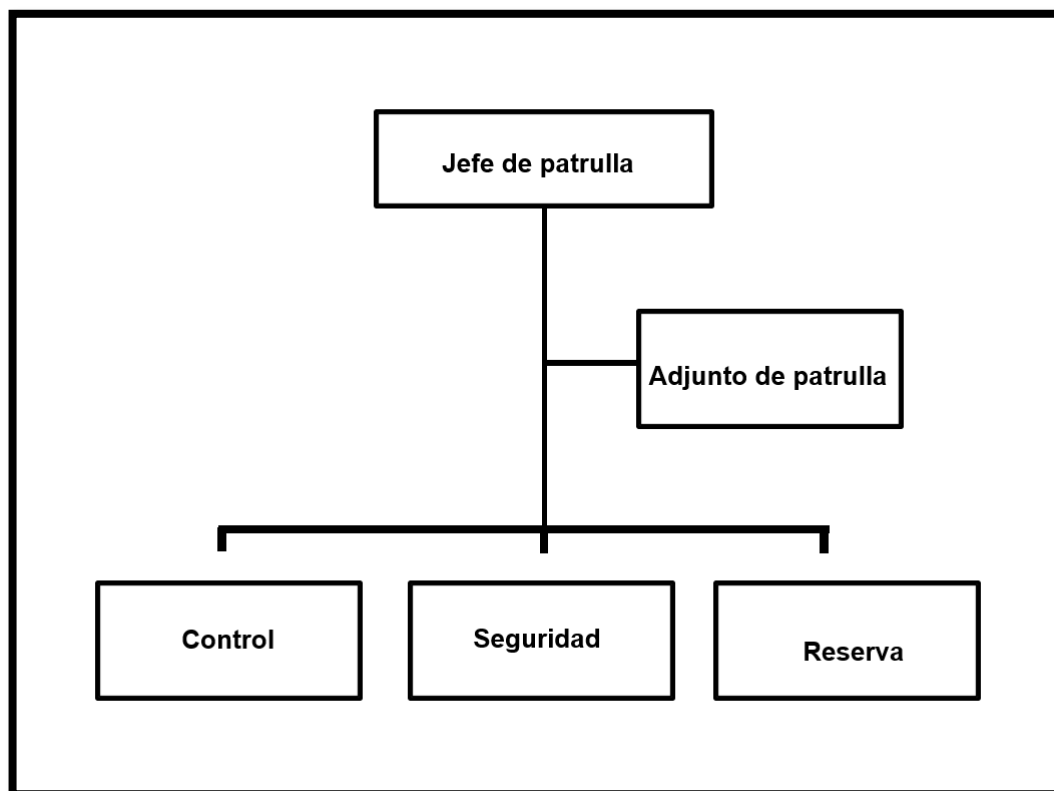 Jefe de patrulla
Adjunto de patrulla
Control
Seguridad
Reserva